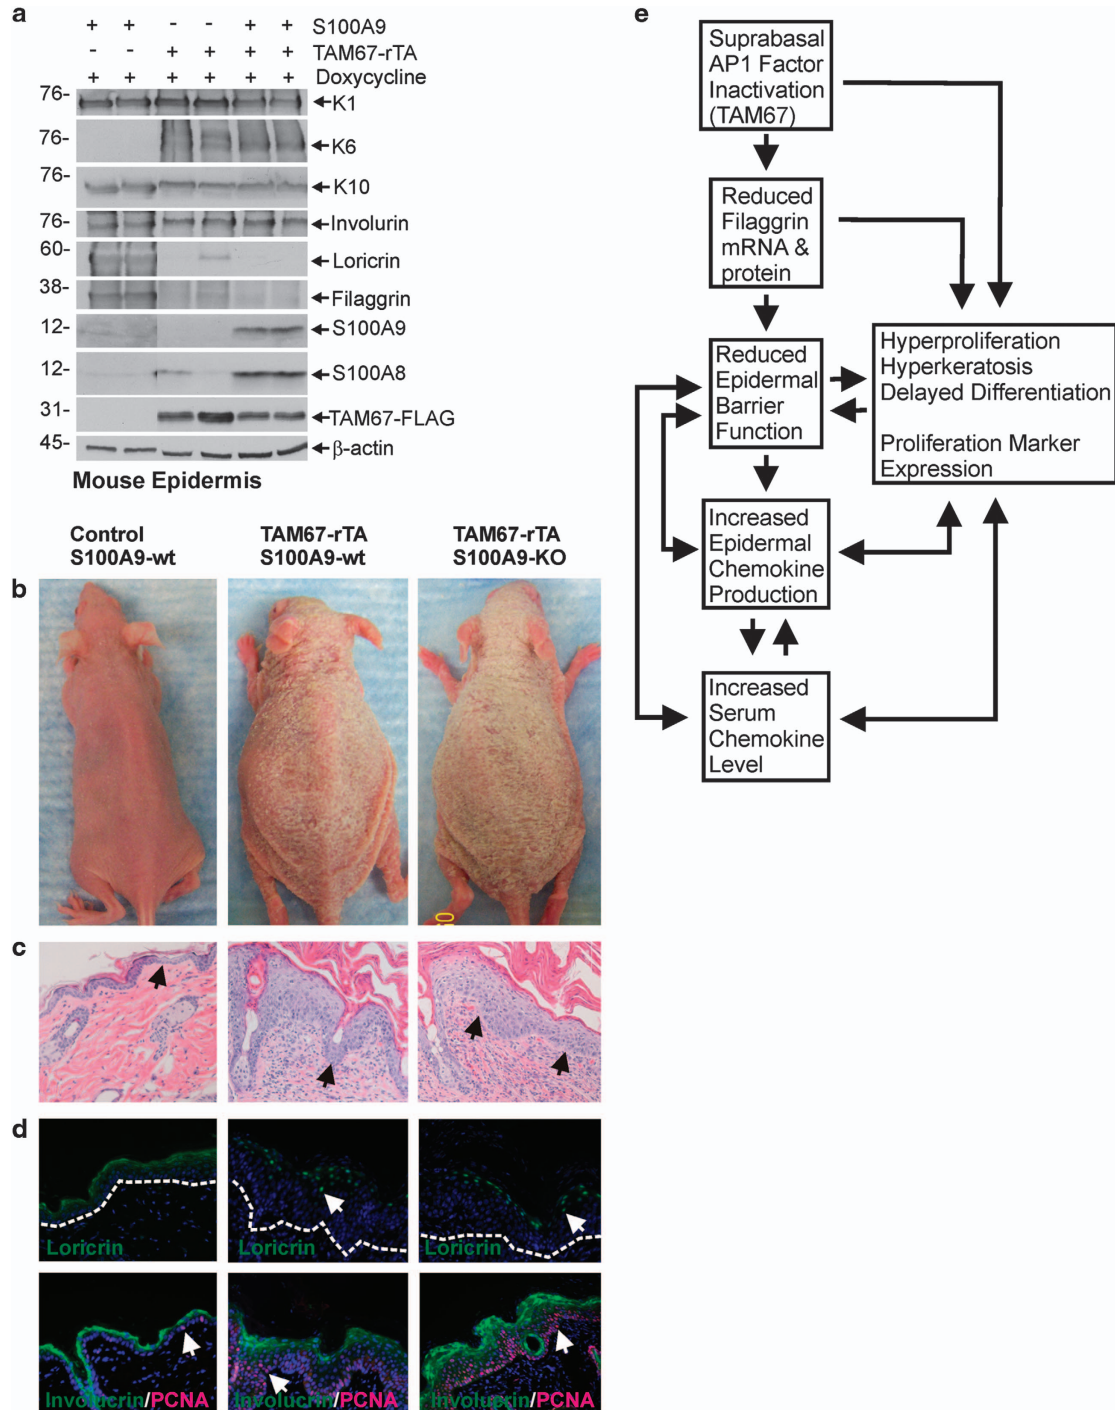 a
+ + - - + + S100A9
- - + + + + TAM67-rTA
+ + + + + + Doxycycline
76- K1
76- K6
76- K10
76- Involurin
60- Loricrin
38- Filaggrin
12- S100A9
12- S100A8
31- TAM67-FLAG
45- β-actin
Mouse Epidermis
Control
S100A9-wt
TAM67-rTA
S100A9-wt
TAM67-rTA
S100A9-KO
b
50
c
d
Loricrin
Loricrin
Loricrin
Involucrin/PCNA
Involucrin/PCNA
Involucrin/PCNA
e
Suprabasal
AP1 Factor
Inactivation
(TAM67)
Reduced
Filaggrin
mRNA &
protein
Reduced
Epidermal
Barrier
Function
Hyperproliferation
Hyperkeratosis
Delayed Differentiation
Proliferation Marker
Expression
Increased
Epidermal
Chemokine
Production
Increased
Serum
Chemokine
Level